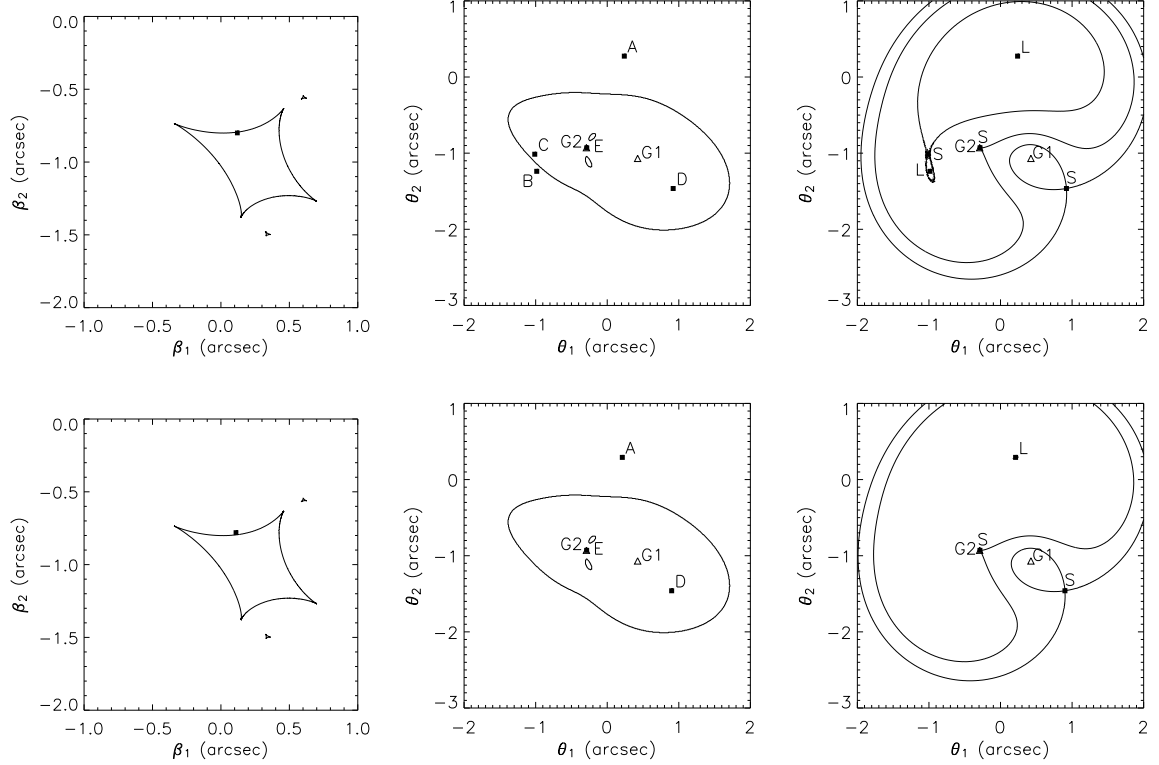 0.0
-0.5
-1.0
-1.5
-2.0
β₂ (arcsec)
-1.0 -0.5 0.0 0.5 1.0
β₁ (arcsec)
1
0
-1
-2
-3
θ₂ (arcsec)
A
C
G2 E G1
B
D
-2 -1 0 1 2
θ₁ (arcsec)
1
0
-1
-2
-3
θ₂ (arcsec)
L
S
G2
S
G1
L
S
-2 -1 0 1 2
θ₁ (arcsec)
0.0
-0.5
-1.0
-1.5
-2.0
β₂ (arcsec)
-1.0 -0.5 0.0 0.5 1.0
β₁ (arcsec)
1
0
-1
-2
-3
θ₂ (arcsec)
A
G2 E G1
D
-2 -1 0 1 2
θ₁ (arcsec)
1
0
-1
-2
-3
θ₂ (arcsec)
L
S
G2
G1
S
-2 -1 0 1 2
θ₁ (arcsec)